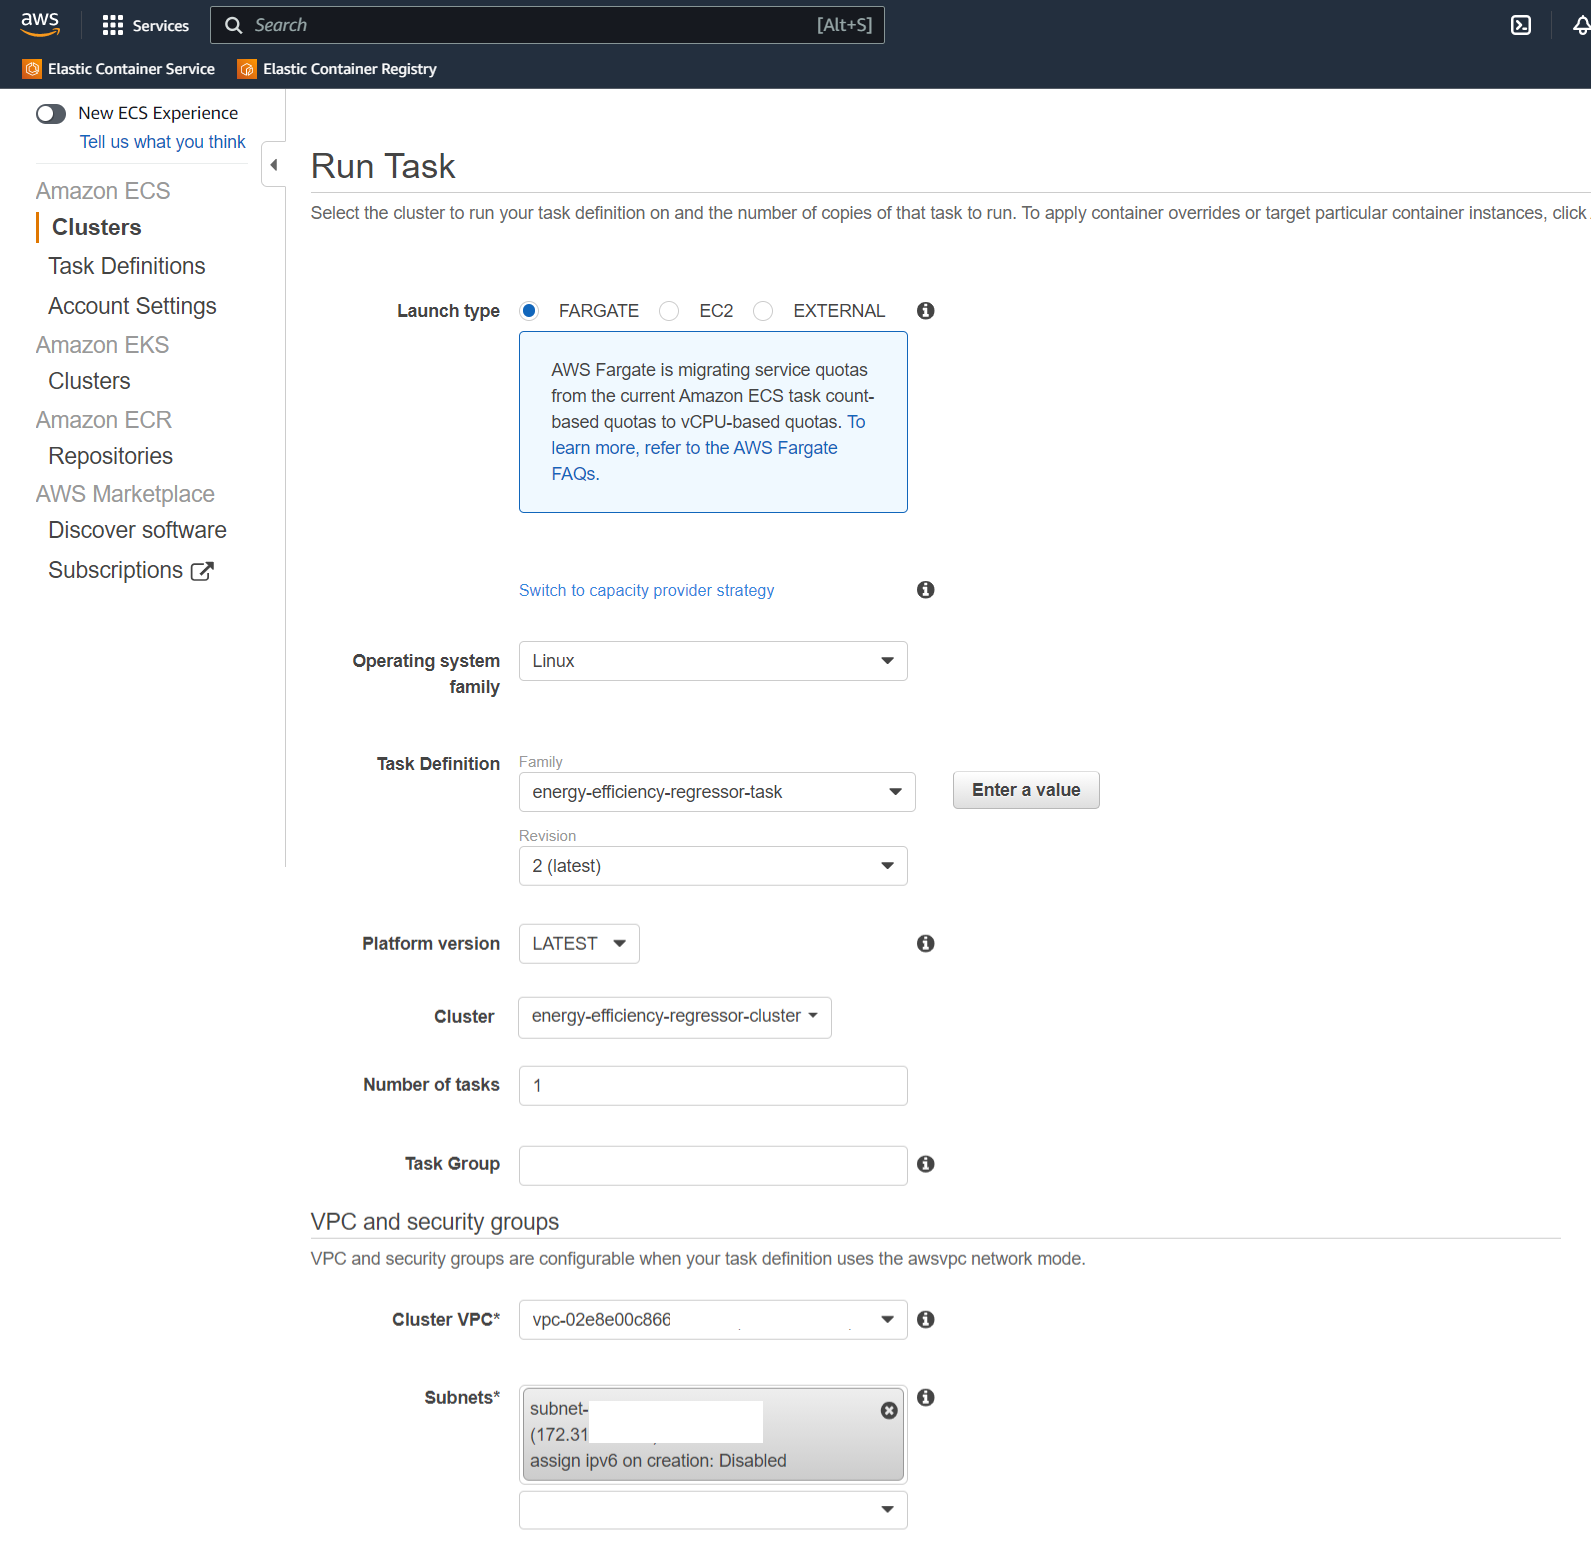 aws
Services
Search
[Alt+S]
Elastic Container Service
Elastic Container Registry
New ECS Experience
Tell us what you think
Amazon ECS
Clusters
Task Definitions
Account Settings
Amazon EKS
Clusters
Amazon ECR
Repositories
AWS Marketplace
Discover software
Subscriptions
Run Task
Select the cluster to run your task definition on and the number of copies of that task to run. To apply container overrides or target particular container instances, click
Launch type
FARGATE
EC2
EXTERNAL
AWS Fargate is migrating service quotas
from the current Amazon ECS task count-
based quotas to vCPU-based quotas. To
learn more, refer to the AWS Fargate
FAQs.
Switch to capacity provider strategy
Operating system
family
Linux
Task Definition
Family
energy-efficiency-regressor-task
Enter a value
Revision
2 (latest)
Platform version
LATEST
Cluster
energy-efficiency-regressor-cluster
Number of tasks
1
Task Group
VPC and security groups
VPC and security groups are configurable when your task definition uses the awsvpc network mode.
Cluster VPC*
vpc-02e8e00c866
Subnets*
subnet-
(172.31
assign ipv6 on creation: Disabled